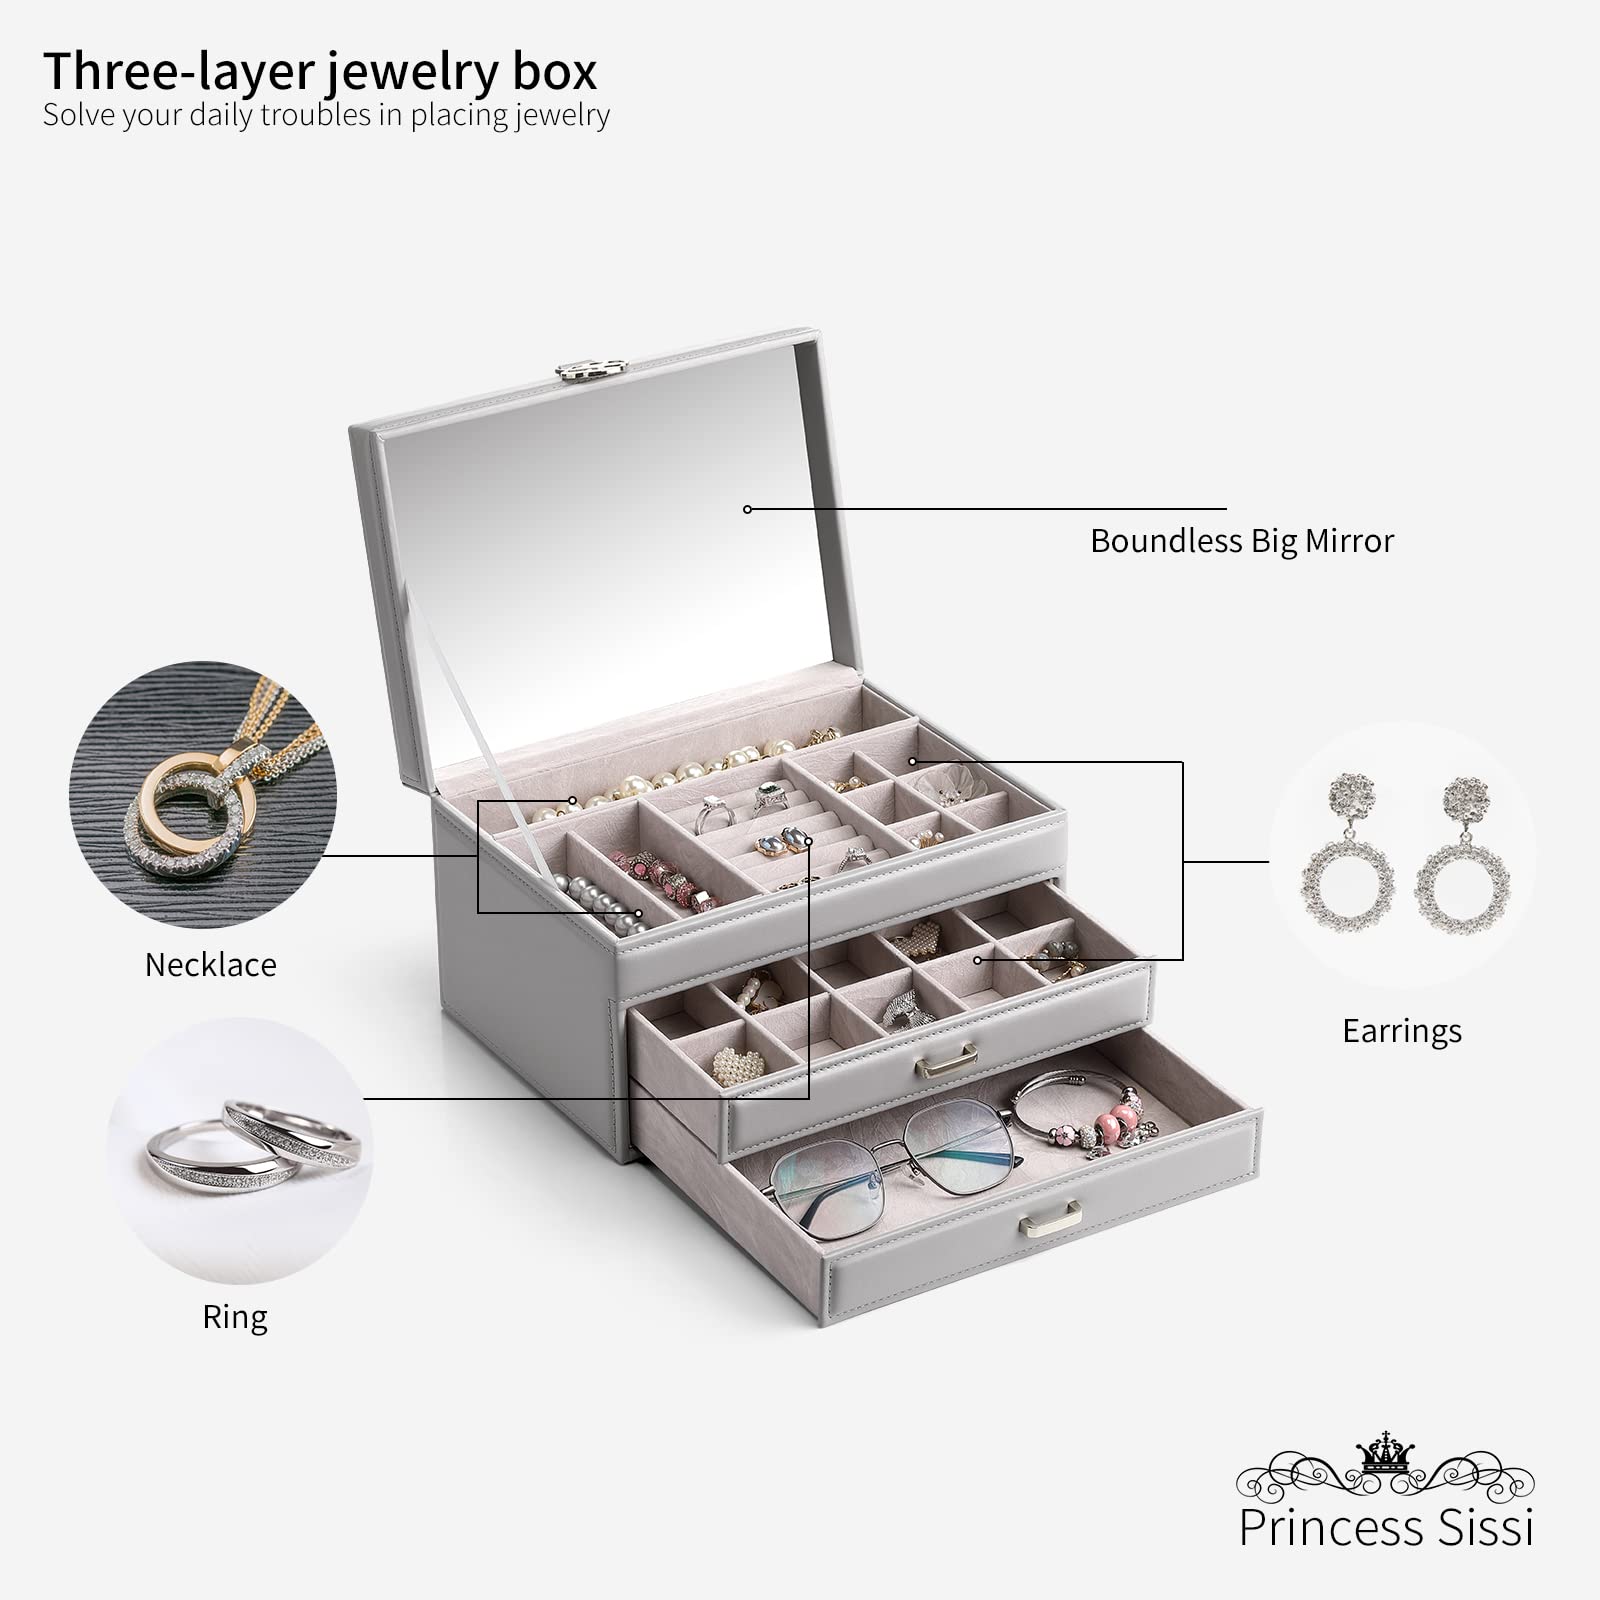 Three-layer jewelry box
Solve your daily troubles in placing jewelry
Boundless Big Mirror
Necklace
Earrings
Ring
Princess Sissi